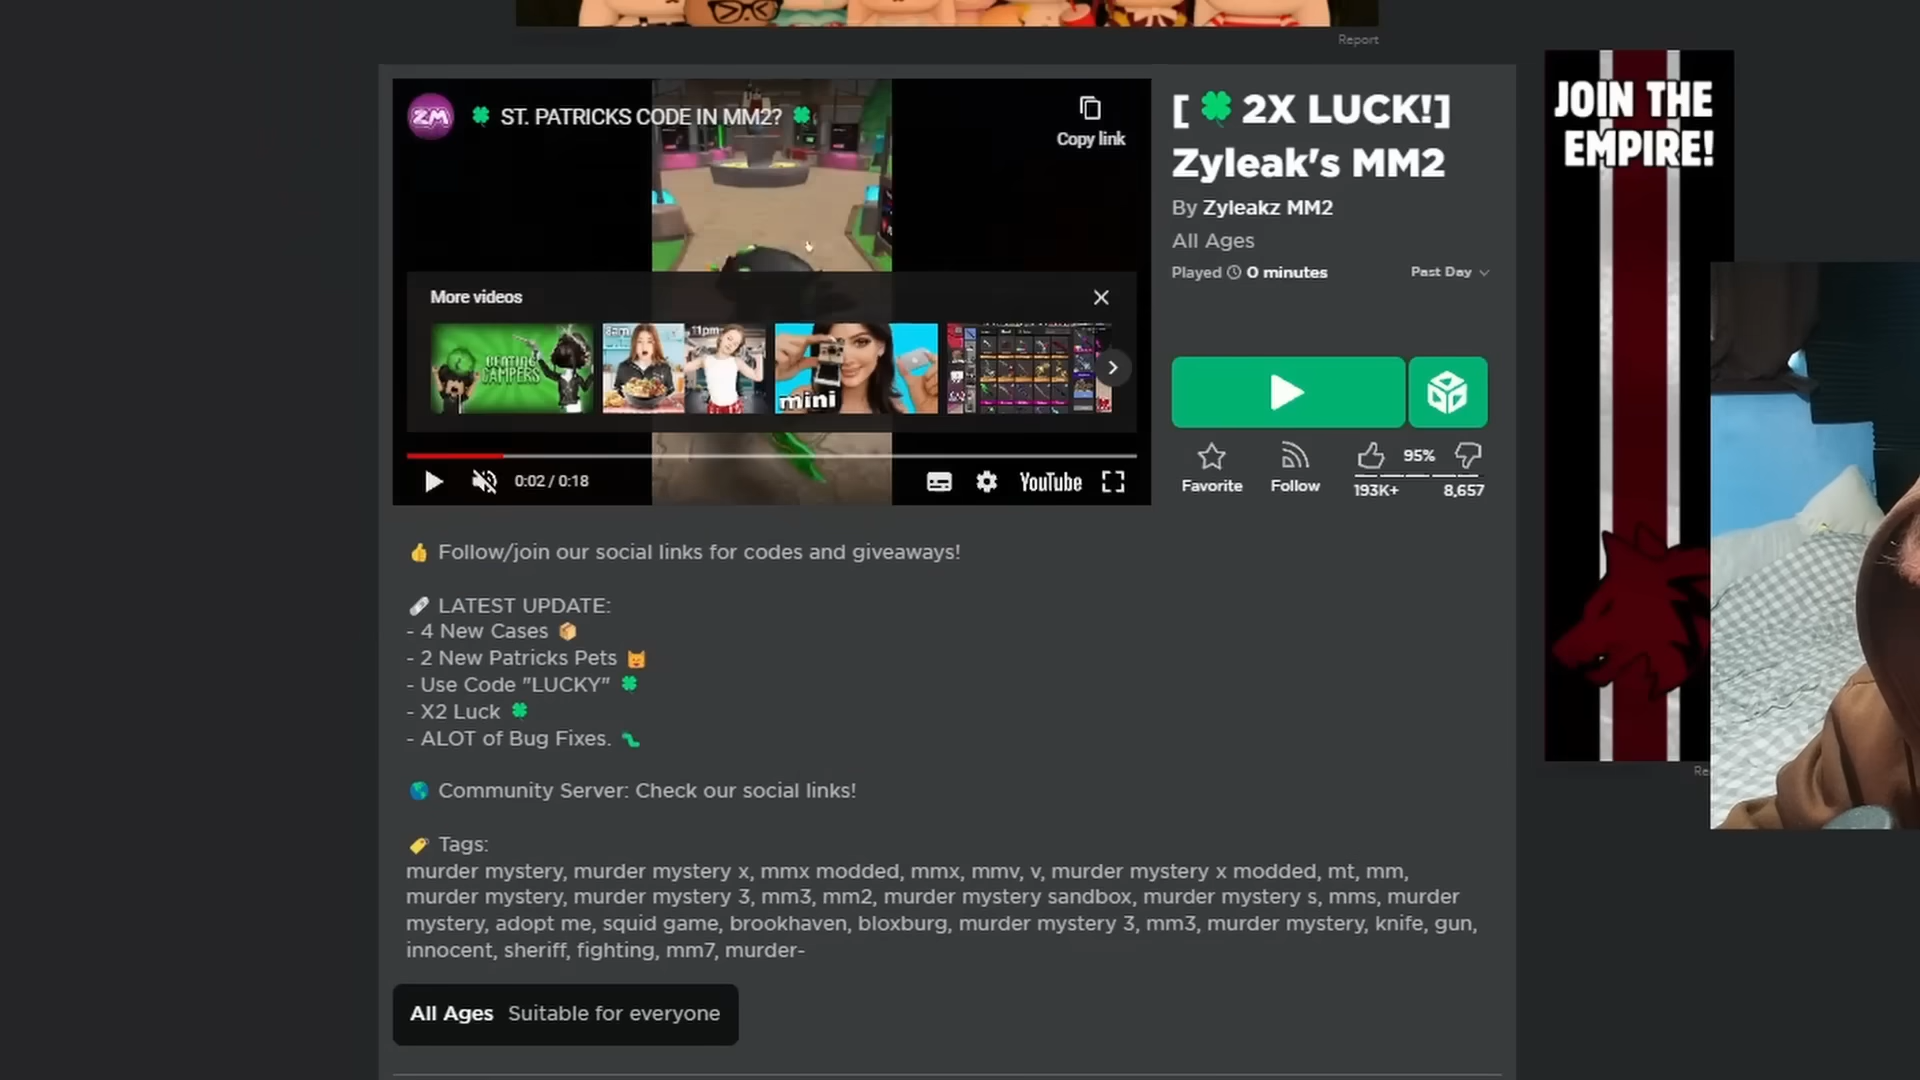 Report
ZM
🍀 ST. PATRICKS CODE IN MM2? 🍀
Copy link
More videos
BEATING
CAMPERS
8am
11pm
mini
0:02 / 0:18
YouTube
[🍀2X LUCK!]
Zyleak's MM2
By Zyleakz MM2
All Ages
Played 0 minutes
Past Day
Favorite
Follow
95%
193K+
8,657
👍 Follow/join our social links for codes and giveaways!
🩹 LATEST UPDATE:
- 4 New Cases 📦
- 2 New Patricks Pets 😺
- Use Code "LUCKY" 🍀
- X2 Luck 🍀
- ALOT of Bug Fixes. 🐛
🌎 Community Server: Check our social links!
🏷️ Tags:
murder mystery, murder mystery x, mmx modded, mmx, mmv, v, murder mystery x modded, mt, mm,
murder mystery, murder mystery 3, mm3, mm2, murder mystery sandbox, murder mystery s, mms, murder
mystery, adopt me, squid game, brookhaven, bloxburg, murder mystery 3, mm3, murder mystery, knife, gun,
innocent, sheriff, fighting, mm7, murder-
All Ages Suitable for everyone
JOIN THE
EMPIRE!